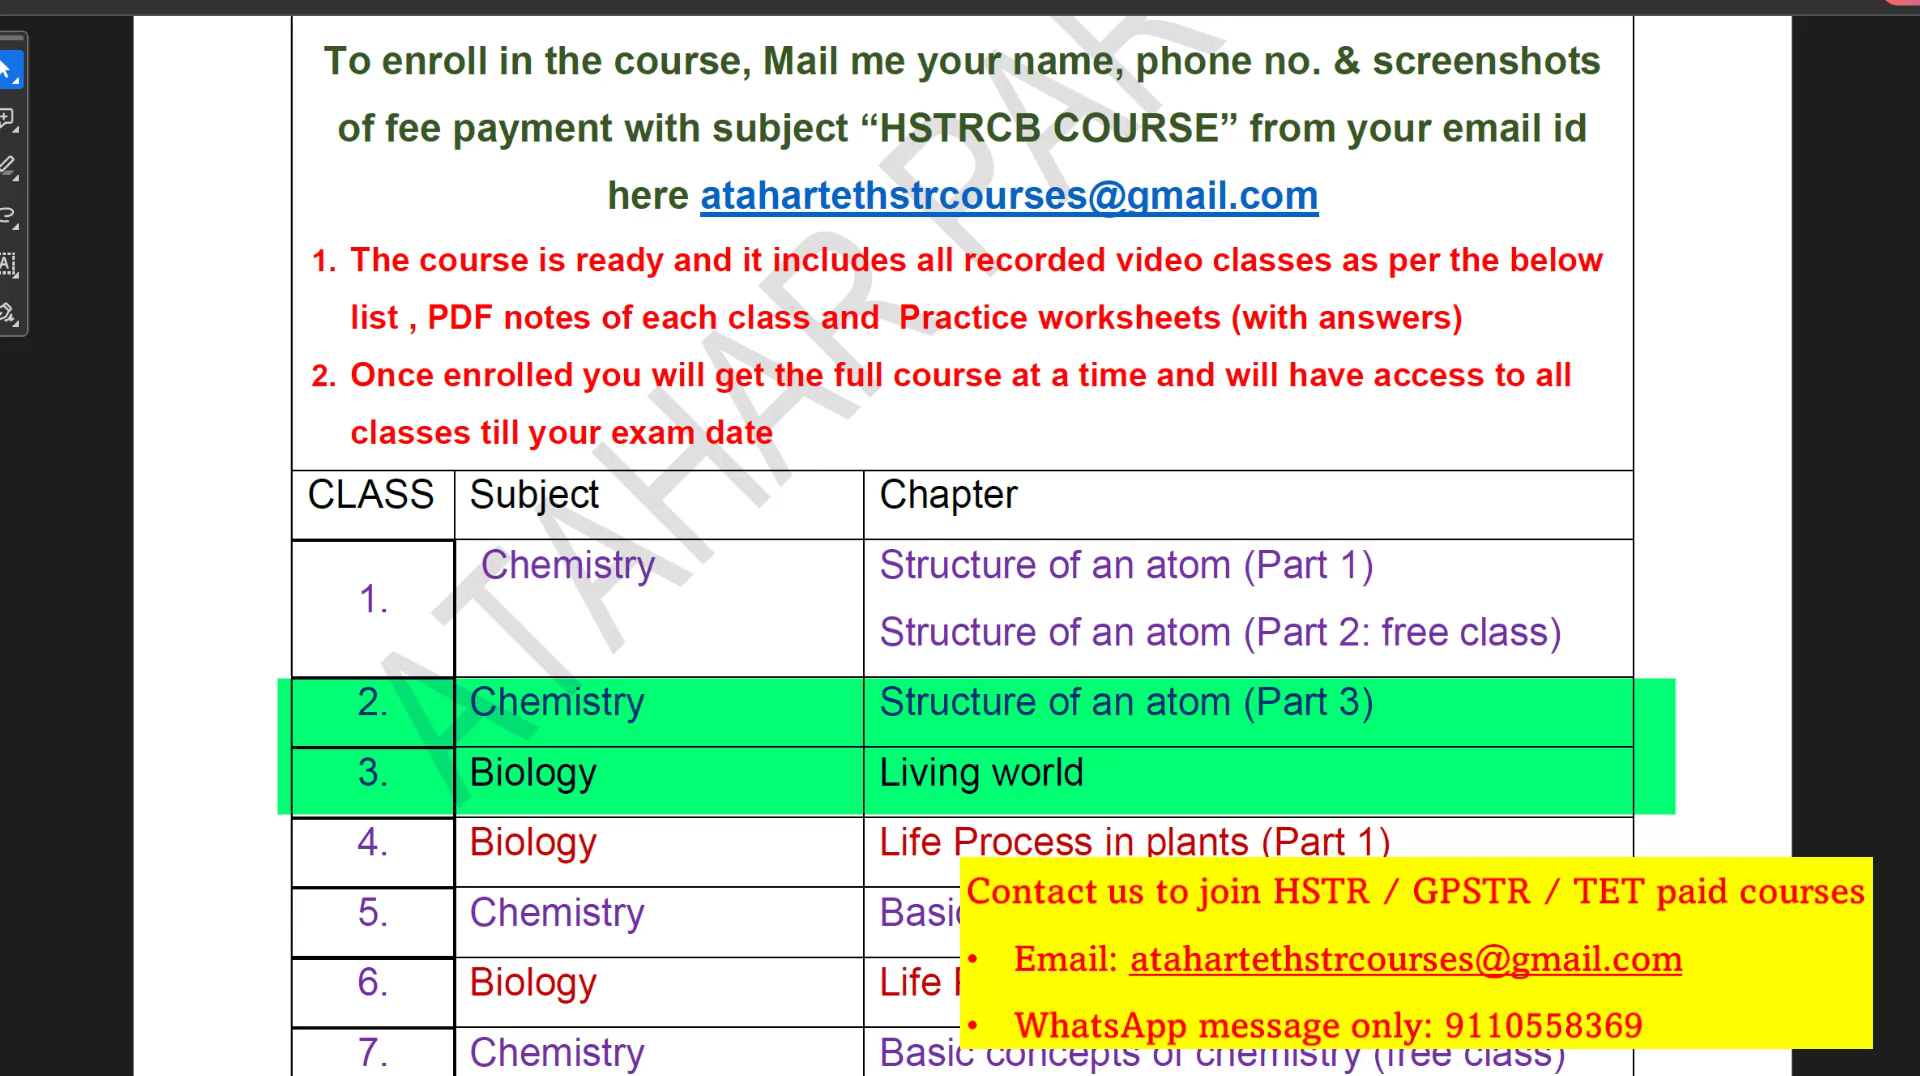 To enroll in the course, Mail me your name, phone no. & screenshots
of fee payment with subject “HSTRCB COURSE” from your email id
here atahartethstrcourses@gmail.com
1. The course is ready and it includes all recorded video classes as per the below
list , PDF notes of each class and Practice worksheets (with answers)
2. Once enrolled you will get the full course at a time and will have access to all
classes till your exam date
CLASS Subject Chapter
1. Chemistry Structure of an atom (Part 1)
Structure of an atom (Part 2: free class)
2. Chemistry Structure of an atom (Part 3)
3. Biology Living world
4. Biology Life Process in plants (Part 1)
5. Chemistry
6. Biology Life
7. Chemistry Basic concepts of chemistry (free class)
Contact us to join HSTR / GPSTR / TET paid courses
• Email: atahartethstrcourses@gmail.com
• WhatsApp message only: 9110558369
ATAHAR PAR